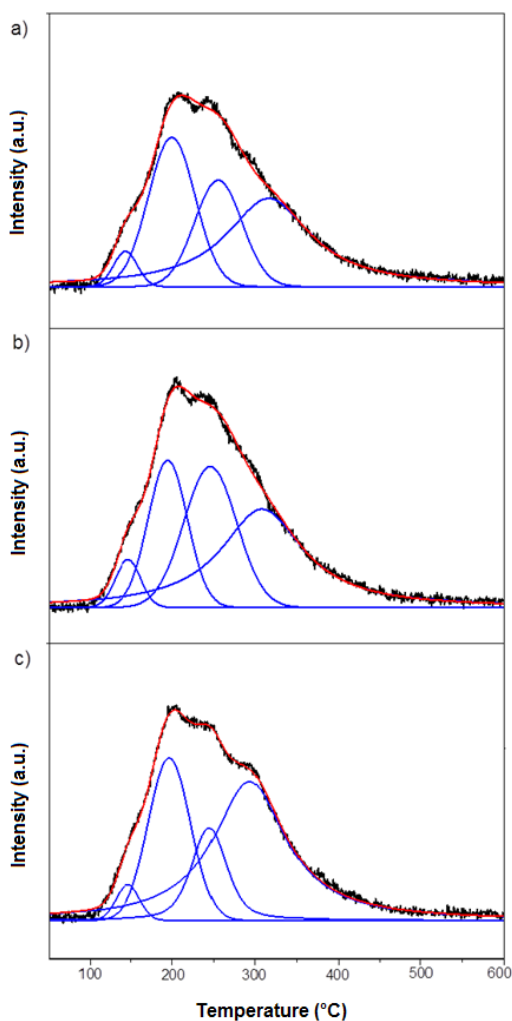 a)
Intensity (a.u.)
b)
Intensity (a.u.)
c)
Intensity (a.u.)
100 200 300 400 500 600
Temperature (°C)